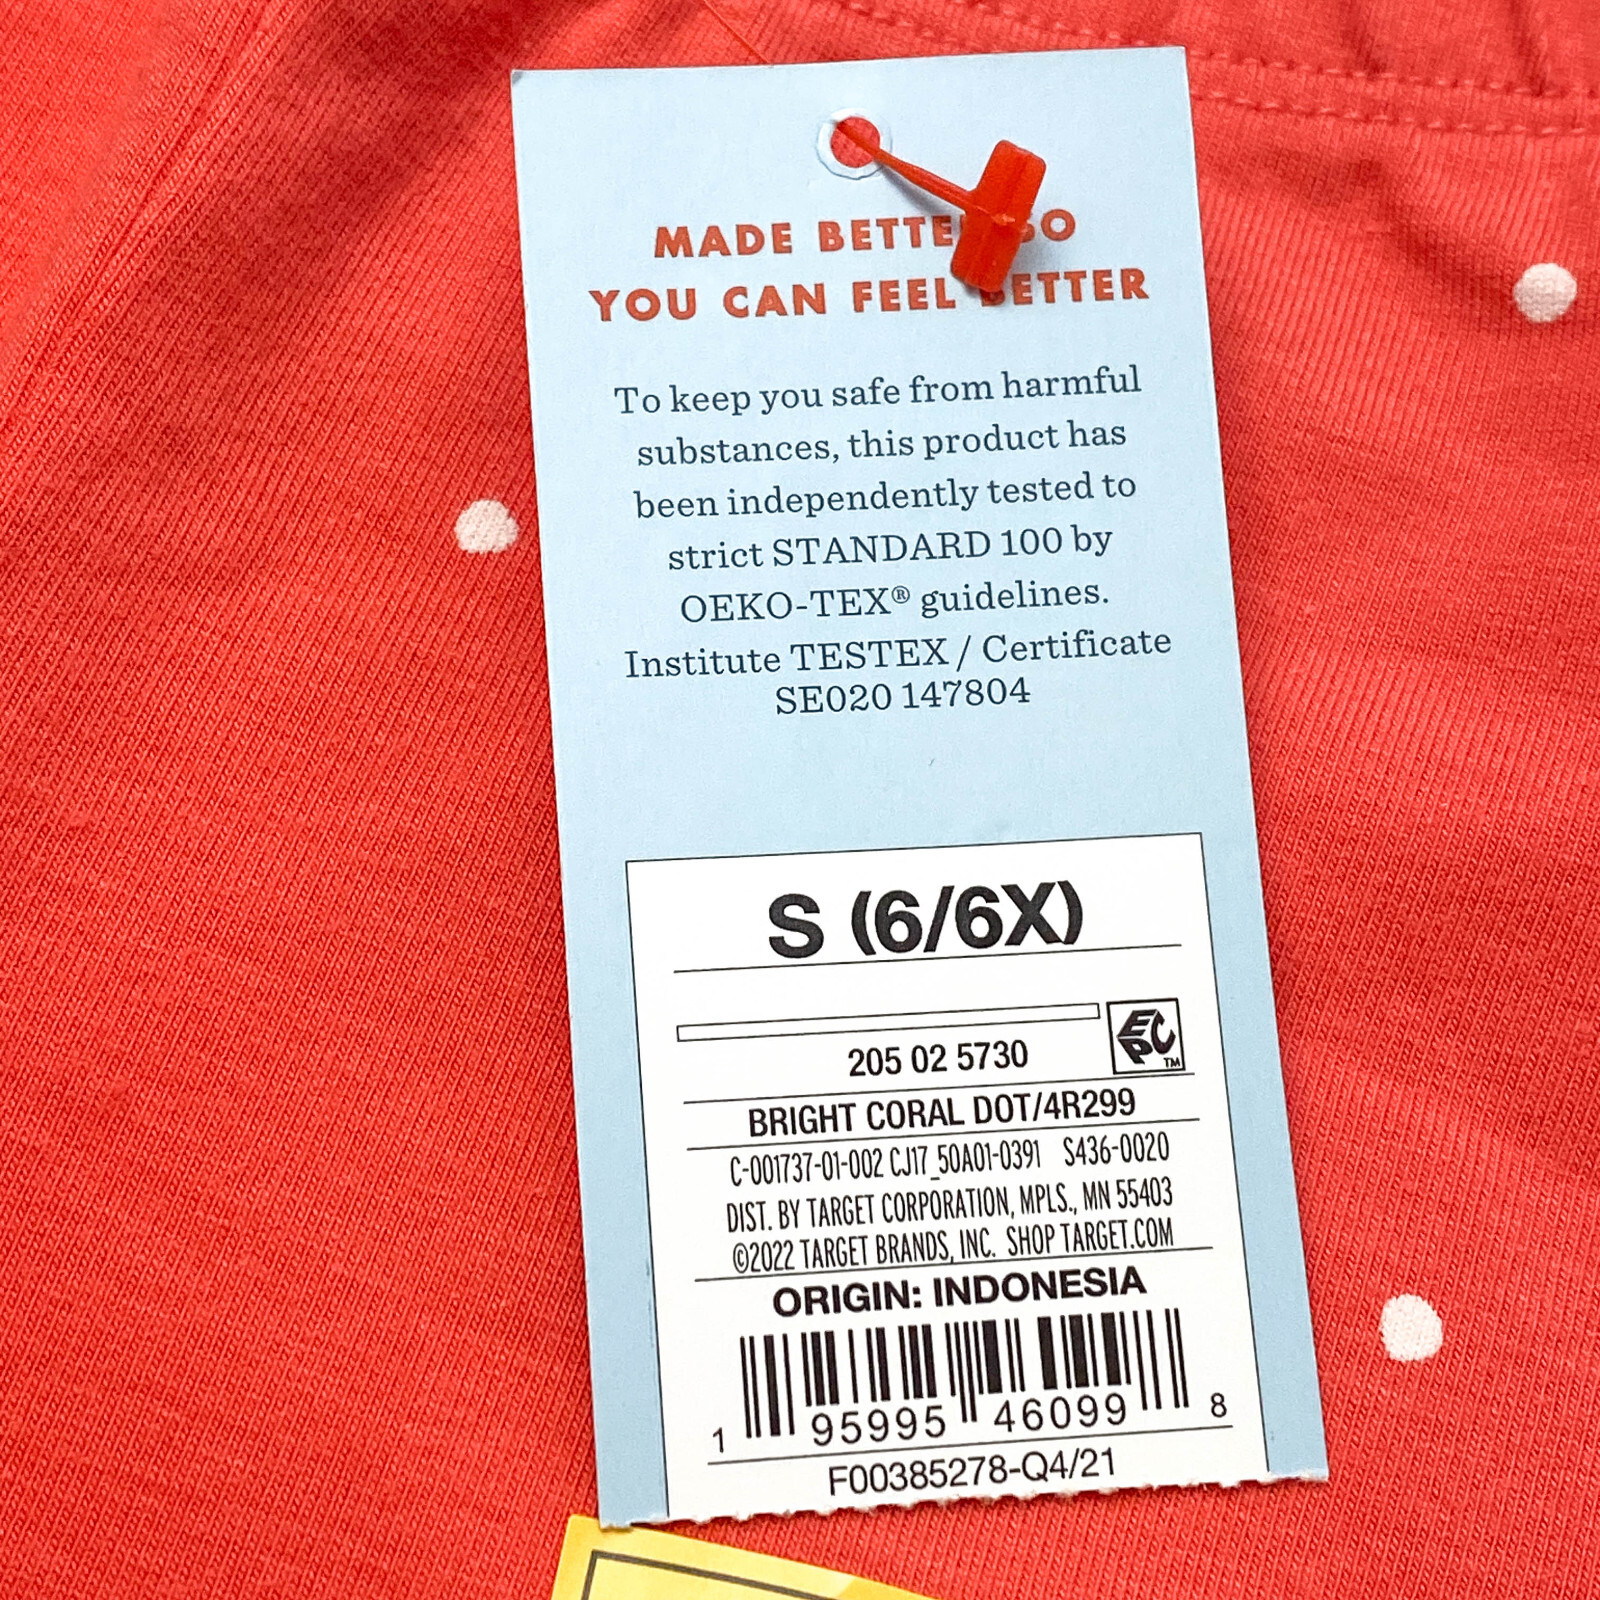 MADE BETTER SO
YOU CAN FEEL BETTER
To keep you safe from harmful
substances, this product has
been independently tested to
strict STANDARD 100 by
OEKO-TEX® guidelines.
Institute TESTEX / Certificate
SE020 147804
S (6/6X)
EPC™
205 02 5730
BRIGHT CORAL DOT/4R299
C-001737-01-002 CJ17_50A01-0391 S436-0020
DIST. BY TARGET CORPORATION, MPLS., MN 55403
©2022 TARGET BRANDS, INC. SHOP TARGET.COM
ORIGIN: INDONESIA
1 95995 46099 8
F00385278-Q4/21